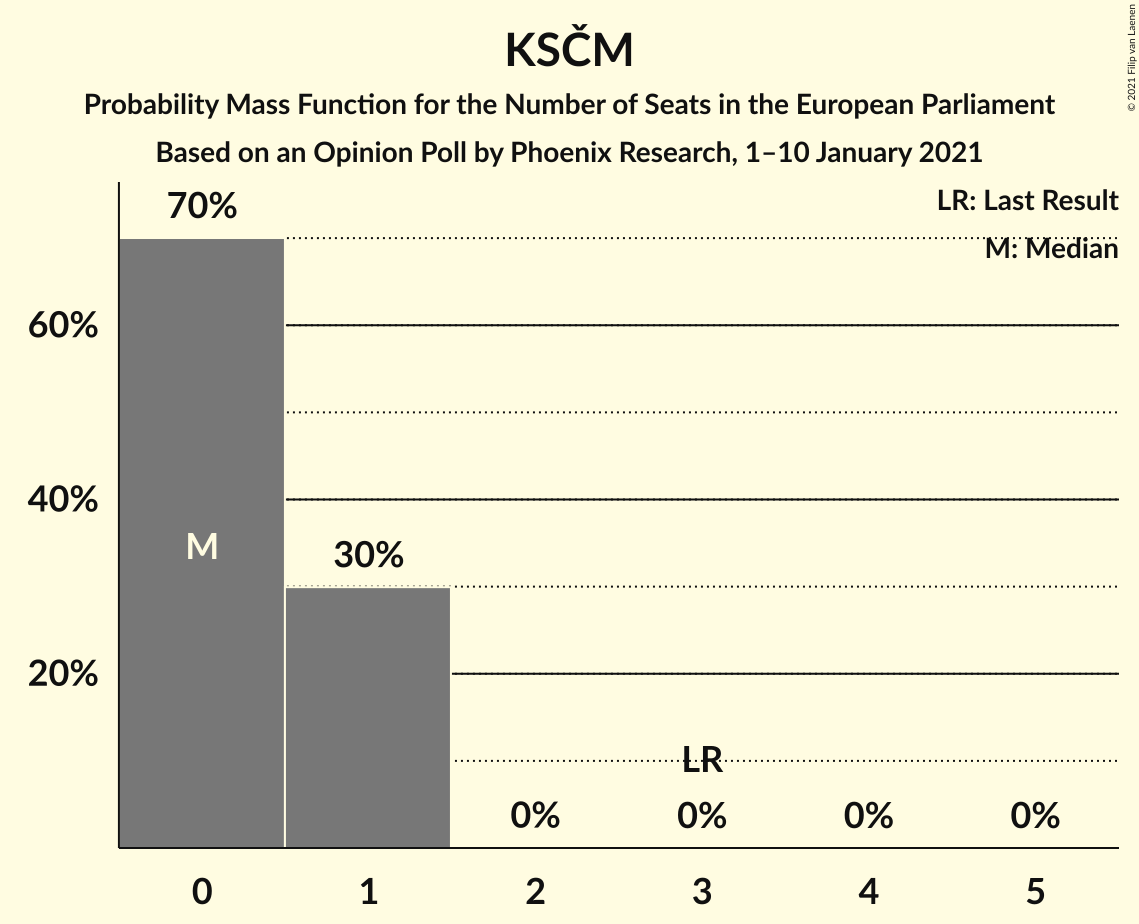 KSČM
Probability Mass Function for the Number of Seats in the European Parliament
Based on an Opinion Poll by Phoenix Research, 1–10 January 2021
© 2021 Filip van Laenen
LR: Last Result
M: Median
70%
60%
40%
M
30%
20%
LR
0%
0%
0%
0%
0
1
2
3
4
5